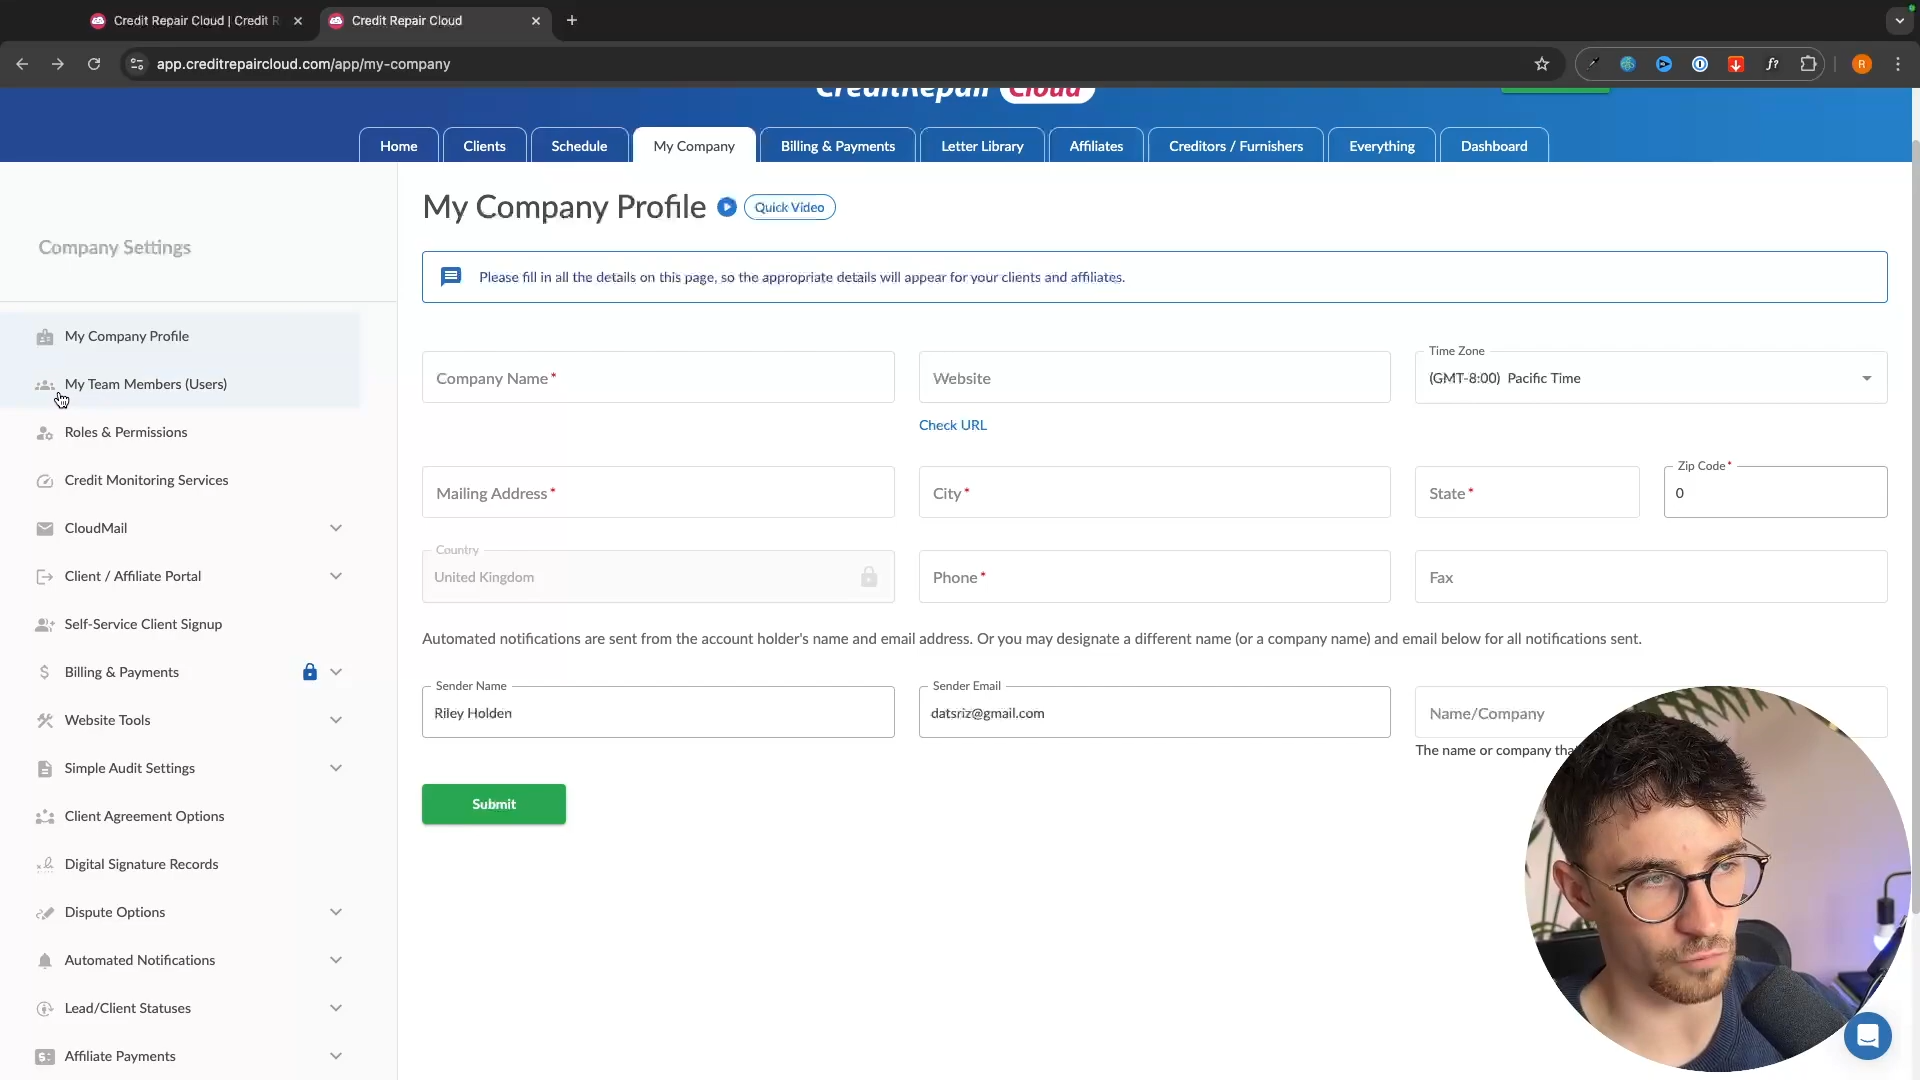 Credit Repair Cloud | Credit R
Credit Repair Cloud
app.creditrepaircloud.com/app/my-company
R
CreditRepair Cloud
Home
Clients
Schedule
My Company
Billing & Payments
Letter Library
Affiliates
Creditors / Furnishers
Everything
Dashboard
Company Settings
My Company Profile
My Team Members (Users)
Roles & Permissions
Credit Monitoring Services
CloudMail
Client / Affiliate Portal
Self-Service Client Signup
Billing & Payments
Website Tools
Simple Audit Settings
Client Agreement Options
Digital Signature Records
Dispute Options
Automated Notifications
Lead/Client Statuses
Affiliate Payments
My Company Profile
Quick Video
Please fill in all the details on this page, so the appropriate details will appear for your clients and affiliates.
Company Name*
Website
Time Zone
(GMT-8:00) Pacific Time
Check URL
Mailing Address*
City*
State*
Zip Code*
0
Country
United Kingdom
Phone*
Fax
Automated notifications are sent from the account holder's name and email address. Or you may designate a different name (or a company name) and email below for all notifications sent.
Sender Name
Riley Holden
Sender Email
datsriz@gmail.com
Name/Company
The name or company tha
Submit